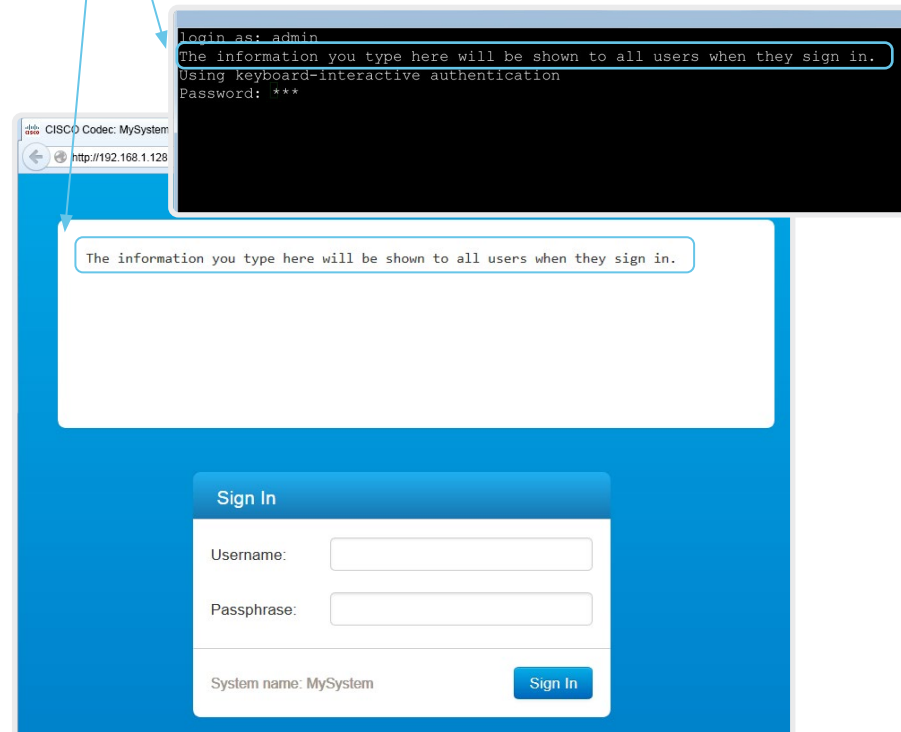 login as: admin
The information you type here will be shown to all users when they sign in.
Using keyboard-interactive authentication
Password: ***
CISCO
CISCO Codec: MySystem
http://192.168.1.128
The information you type here will be shown to all users when they sign in.
Sign In
Username:
Passphrase:
System name: MySystem
Sign In